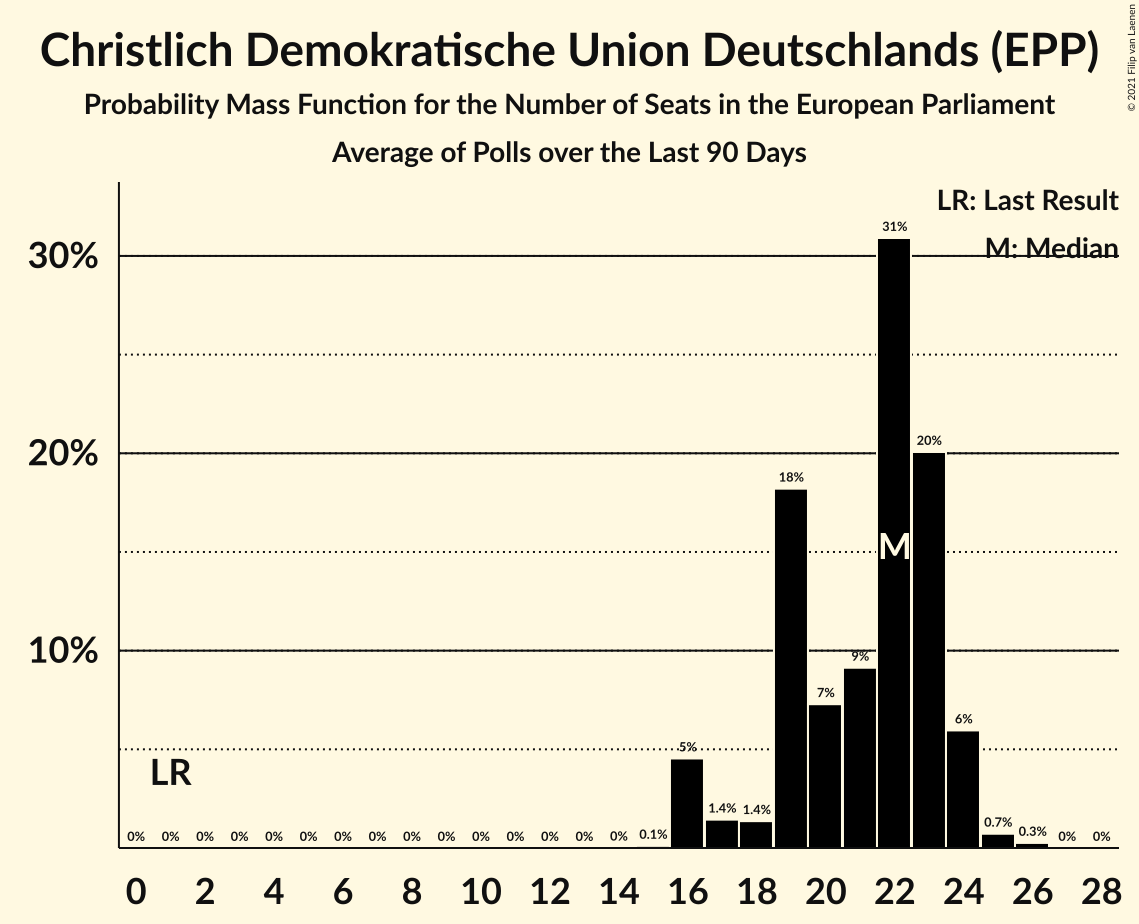 Christlich Demokratische Union Deutschlands (EPP)
Probability Mass Function for the Number of Seats in the European Parliament
Average of Polls over the Last 90 Days
© 2021 Filip van Laenen
LR: Last Result
M: Median
30%
20%
10%
31%
20%
18%
M
9%
7%
6%
5%
LR
1.4% 1.4%
0.7% 0.3%
0% 0% 0% 0% 0% 0% 0% 0% 0% 0% 0% 0% 0% 0% 0% 0.1% 0% 0%
0 2 4 6 8 10 12 14 16 18 20 22 24 26 28